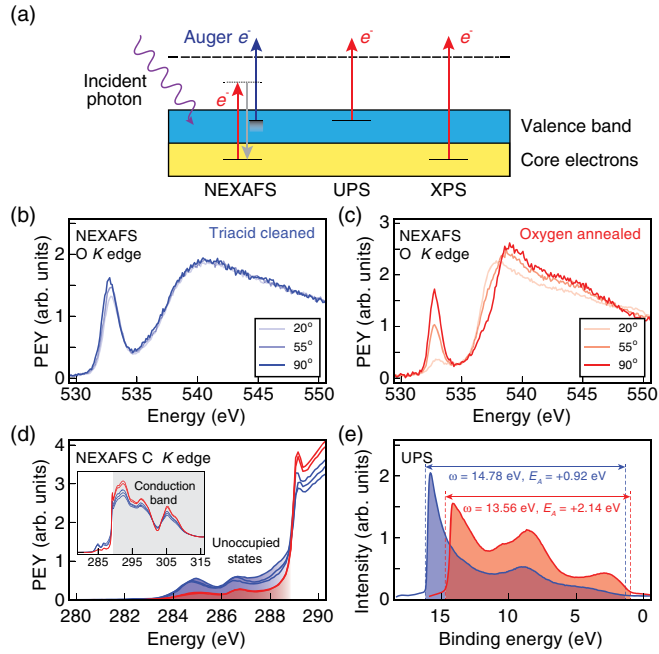 (a)
Auger e-
e-
e-
Incident
photon
e-
Valence band
Core electrons
NEXAFS UPS XPS
(b)
NEXAFS
O K edge
Triacid cleaned
PEY (arb. units)
2
1
0
20°
55°
90°
530 535 540 545 550
Energy (eV)
(c)
NEXAFS
O K edge
Oxygen annealed
PEY (arb. units)
3
2
1
0
20°
55°
90°
530 535 540 545 550
Energy (eV)
(d)
NEXAFS C K edge
PEY (arb. units)
4
3
2
1
0
Conduction
band
285 295 305 315
Unoccupied
states
280 282 284 286 288 290
Energy (eV)
(e)
UPS
Intensity (arb. units)
2
1
0
ω = 14.78 eV, EA = +0.92 eV
ω = 13.56 eV, EA = +2.14 eV
15 10 5 0
Binding energy (eV)